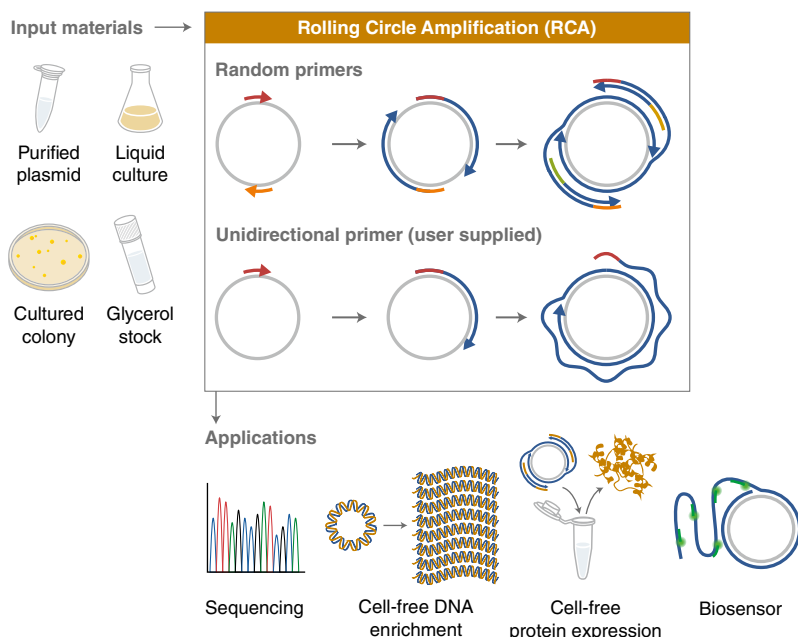 Input materials
Rolling Circle Amplification (RCA)
Random primers
Purified
plasmid
Liquid
culture
Unidirectional primer (user supplied)
Cultured
colony
Glycerol
stock
Applications
Sequencing
Cell-free DNA
enrichment
Cell-free
protein expression
Biosensor